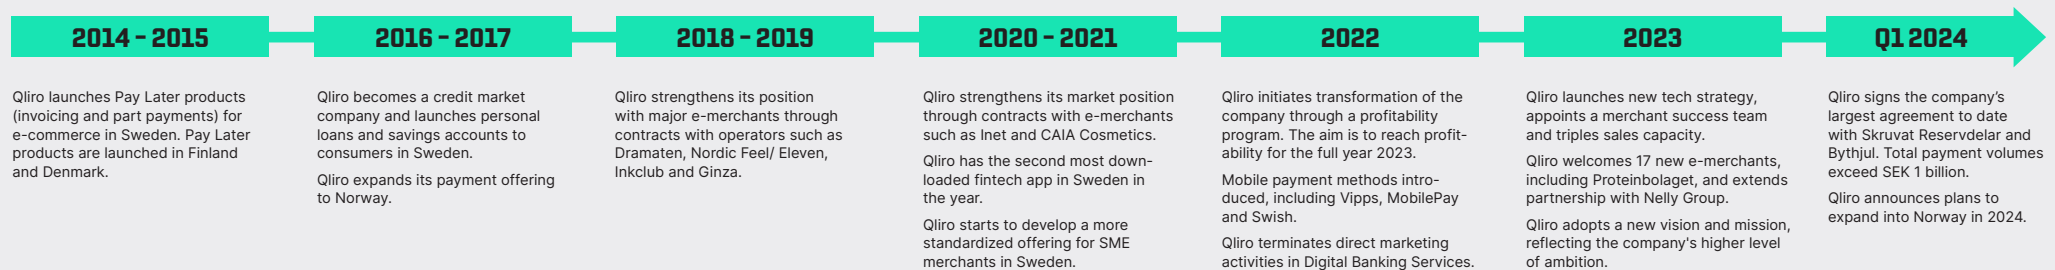 2014 – 2015
Qliro launches Pay Later products
(invoicing and part payments) for
e-commerce in Sweden. Pay Later
products are launched in Finland
and Denmark.
2016 – 2017
Qliro becomes a credit market
company and launches personal
loans and savings accounts to
consumers in Sweden.
Qliro expands its payment offering
to Norway.
2018 – 2019
Qliro strengthens its position
with major e-merchants through
contracts with operators such as
Dramaten, Nordic Feel/ Eleven,
Inkclub and Ginza.
2020 – 2021
Qliro strengthens its market position
through contracts with e-merchants
such as Inet and CAIA Cosmetics.
Qliro has the second most down-
loaded fintech app in Sweden in
the year.
Qliro starts to develop a more
standardized offering for SME
merchants in Sweden.
2022
Qliro initiates transformation of the
company through a profitability
program. The aim is to reach profit-
ability for the full year 2023.
Mobile payment methods intro-
duced, including Vipps, MobilePay
and Swish.
Qliro terminates direct marketing
activities in Digital Banking Services.
2023
Qliro launches new tech strategy,
appoints a merchant success team
and triples sales capacity.
Qliro welcomes 17 new e-merchants,
including Proteinbolaget, and extends
partnership with Nelly Group.
Qliro adopts a new vision and mission,
reflecting the company's higher level
of ambition.
Q1 2024
Qliro signs the company’s
largest agreement to date
with Skruvat Reservdelar and
Bythjul. Total payment volumes
exceed SEK 1 billion.
Qliro announces plans to
expand into Norway in 2024.